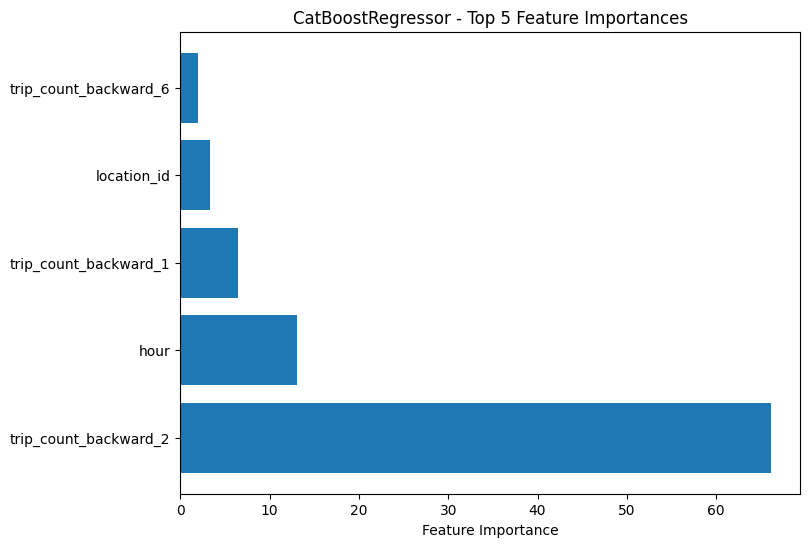 CatBoostRegressor - Top 5 Feature Importances
trip_count_backward_6
location_id
trip_count_backward_1
hour
trip_count_backward_2
0 10 20 30 40 50 60
Feature Importance